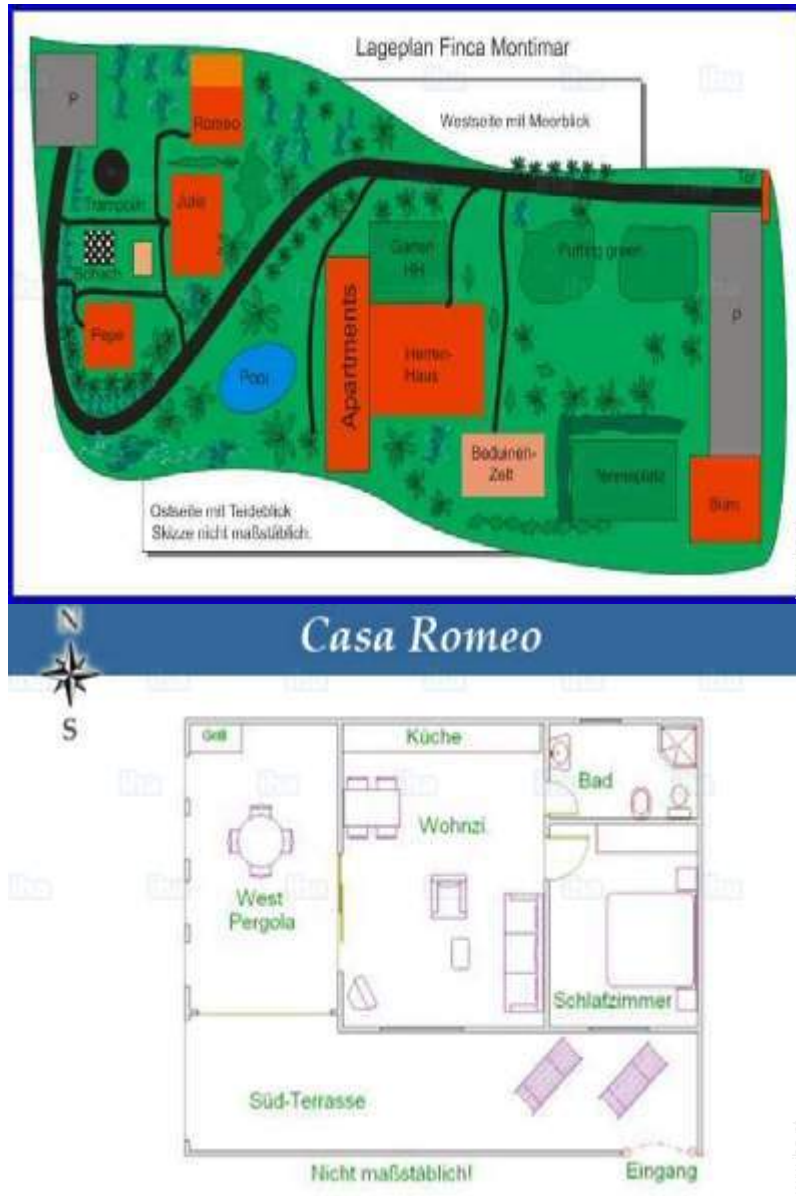 Lageplan Finca Montimar
Westseite mit Meerblick
P
Romeo
Tor
Trampolin
Julia
Schach
Garten
HH
Putting green
P
Pepe
Pool
Apartments
Herren-
Haus
Beduinen-
Zelt
Tennisplatz
Büro
Ostseite mit Teideblick
Skizze nicht maßstäblich.
N
S
Casa Romeo
Grill
Küche
Bad
Wohnzi.
West
Pergola
Schlafzimmer
Süd-Terrasse
Nicht maßstäblich!
Eingang